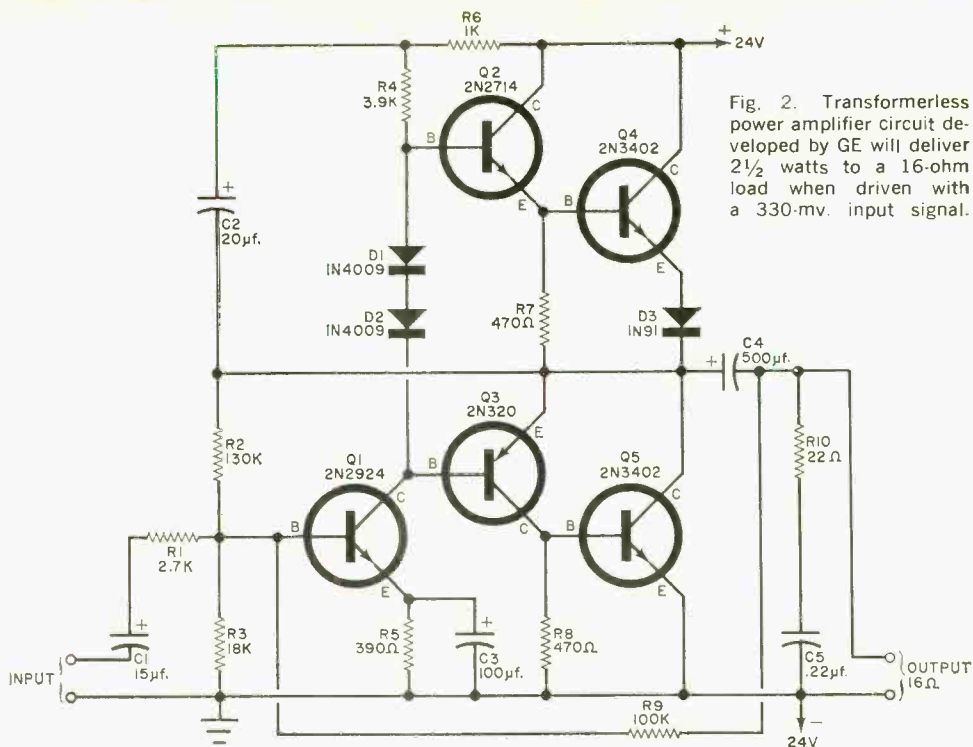 R6
1K
+
24V
R4
3.9K
Q2
2N2714
C
B
E
Q4
2N3402
C
B
E
Fig. 2. Transformerless
power amplifier circuit de-
veloped by GE will deliver
2½ watts to a 16-ohm
load when driven with
a 330-mv. input signal.
+
C2
20µf.
D1
IN4009
D2
IN4009
R7
470Ω
D3
IN91
C4
500µf.
+
R2
130K
Q1
2N2924
C
B
E
Q3
2N320
E
B
C
Q5
2N3402
C
B
E
R10
22Ω
R1
2.7K
+
C1
15µf.
R3
18K
R5
390Ω
+
C3
100µf.
R8
470Ω
C5
.22µf.
INPUT
OUTPUT
16Ω
R9
100K
−
24V